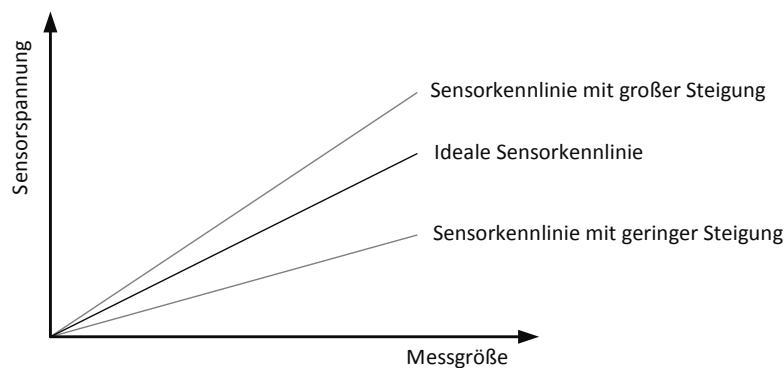 Sensorspannung
Sensorkennlinie mit großer Steigung
Ideale Sensorkennlinie
Sensorkennlinie mit geringer Steigung
Messgröße